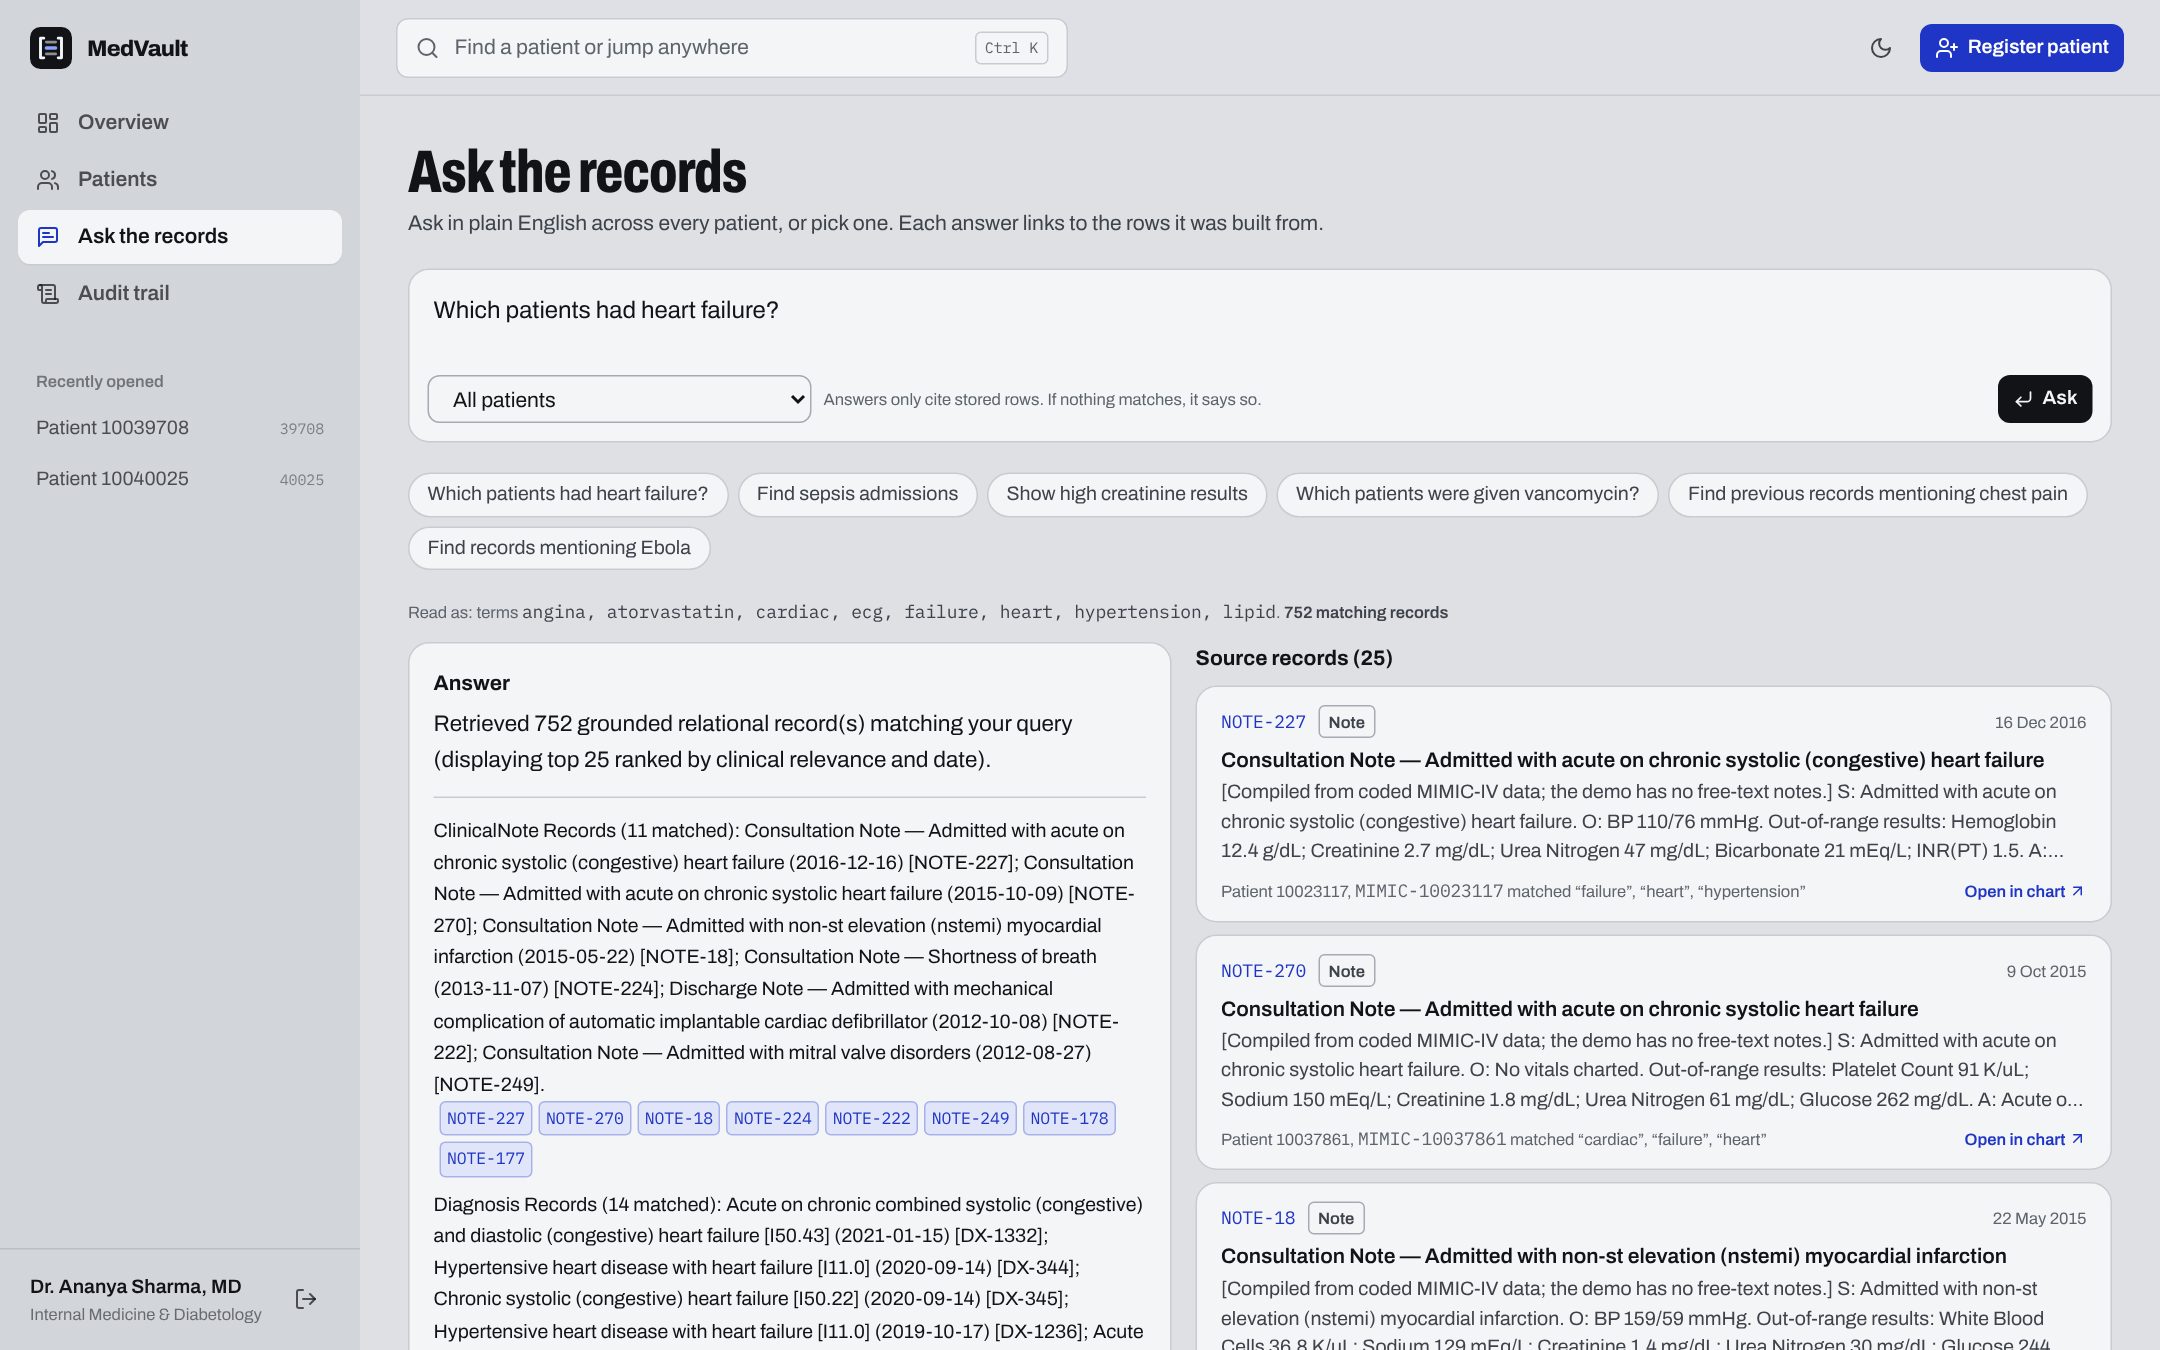 MedVault
Overview
Patients
Ask the records
Audit trail
Recently opened
Patient 10039708 39708
Patient 10040025 40025
Dr. Ananya Sharma, MD
Internal Medicine & Diabetology
Find a patient or jump anywhere Ctrl K
Register patient
Ask the records
Ask in plain English across every patient, or pick one. Each answer links to the rows it was built from.
Which patients had heart failure?
All patients
Answers only cite stored rows. If nothing matches, it says so.
Ask
Which patients had heart failure? Find sepsis admissions Show high creatinine results Which patients were given vancomycin? Find previous records mentioning chest pain
Find records mentioning Ebola
Read as: terms angina, atorvastatin, cardiac, ecg, failure, heart, hypertension, lipid. 752 matching records
Answer
Retrieved 752 grounded relational record(s) matching your query
(displaying top 25 ranked by clinical relevance and date).
ClinicalNote Records (11 matched): Consultation Note — Admitted with acute on
chronic systolic (congestive) heart failure (2016-12-16) [NOTE-227]; Consultation
Note — Admitted with acute on chronic systolic heart failure (2015-10-09) [NOTE-
270]; Consultation Note — Admitted with non-st elevation (nstemi) myocardial
infarction (2015-05-22) [NOTE-18]; Consultation Note — Shortness of breath
(2013-11-07) [NOTE-224]; Discharge Note — Admitted with mechanical
complication of automatic implantable cardiac defibrillator (2012-10-08) [NOTE-
222]; Consultation Note — Admitted with mitral valve disorders (2012-08-27)
[NOTE-249].
NOTE-227 NOTE-270 NOTE-18 NOTE-224 NOTE-222 NOTE-249 NOTE-178
NOTE-177
Diagnosis Records (14 matched): Acute on chronic combined systolic (congestive)
and diastolic (congestive) heart failure [I50.43] (2021-01-15) [DX-1332];
Hypertensive heart disease with heart failure [I11.0] (2020-09-14) [DX-344];
Chronic systolic (congestive) heart failure [I50.22] (2020-09-14) [DX-345];
Hypertensive heart disease with heart failure [I11.0] (2019-10-17) [DX-1236]; Acute
Source records (25)
NOTE-227 Note 16 Dec 2016
Consultation Note — Admitted with acute on chronic systolic (congestive) heart failure
[Compiled from coded MIMIC-IV data; the demo has no free-text notes.] S: Admitted with acute on
chronic systolic (congestive) heart failure. O: BP 110/76 mmHg. Out-of-range results: Hemoglobin
12.4 g/dL; Creatinine 2.7 mg/dL; Urea Nitrogen 47 mg/dL; Bicarbonate 21 mEq/L; INR(PT) 1.5. A:...
Patient 10023117, MIMIC-10023117 matched “failure”, “heart”, “hypertension” Open in chart
NOTE-270 Note 9 Oct 2015
Consultation Note — Admitted with acute on chronic systolic heart failure
[Compiled from coded MIMIC-IV data; the demo has no free-text notes.] S: Admitted with acute on
chronic systolic heart failure. O: No vitals charted. Out-of-range results: Platelet Count 91 K/uL;
Sodium 150 mEq/L; Creatinine 1.8 mg/dL; Urea Nitrogen 61 mg/dL; Glucose 262 mg/dL. A: Acute o...
Patient 10037861, MIMIC-10037861 matched “cardiac”, “failure”, “heart” Open in chart
NOTE-18 Note 22 May 2015
Consultation Note — Admitted with non-st elevation (nstemi) myocardial infarction
[Compiled from coded MIMIC-IV data; the demo has no free-text notes.] S: Admitted with non-st
elevation (nstemi) myocardial infarction. O: BP 159/59 mmHg. Out-of-range results: White Blood
Cells 36.8 K/uL; Sodium 129 mEq/L; Creatinine 1.4 mg/dL; Urea Nitrogen 30 mg/dL; Glucose 244